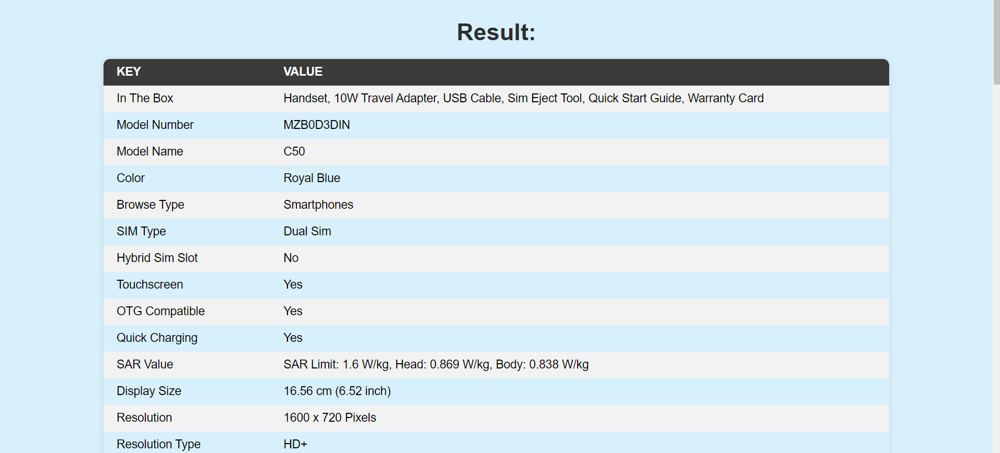 Result:
KEY VALUE
In The Box Handset, 10W Travel Adapter, USB Cable, Sim Eject Tool, Quick Start Guide, Warranty Card
Model Number MZB0D3DIN
Model Name C50
Color Royal Blue
Browse Type Smartphones
SIM Type Dual Sim
Hybrid Sim Slot No
Touchscreen Yes
OTG Compatible Yes
Quick Charging Yes
SAR Value SAR Limit: 1.6 W/kg, Head: 0.869 W/kg, Body: 0.838 W/kg
Display Size 16.56 cm (6.52 inch)
Resolution 1600 x 720 Pixels
Resolution Type HD+